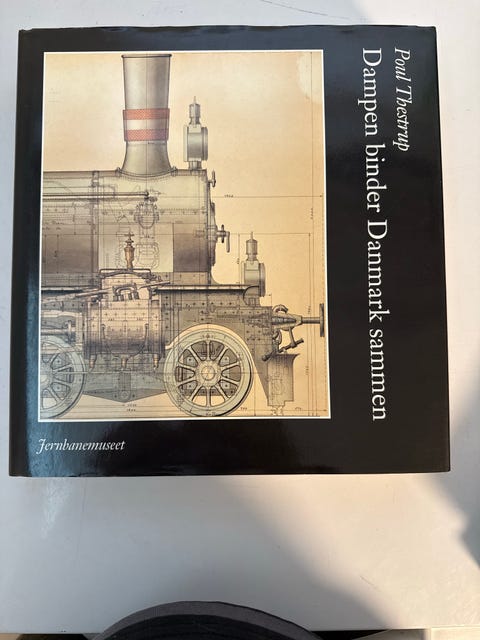 Poul Thestrup
Dampen binder Danmark sammen
Jernbanemuseet